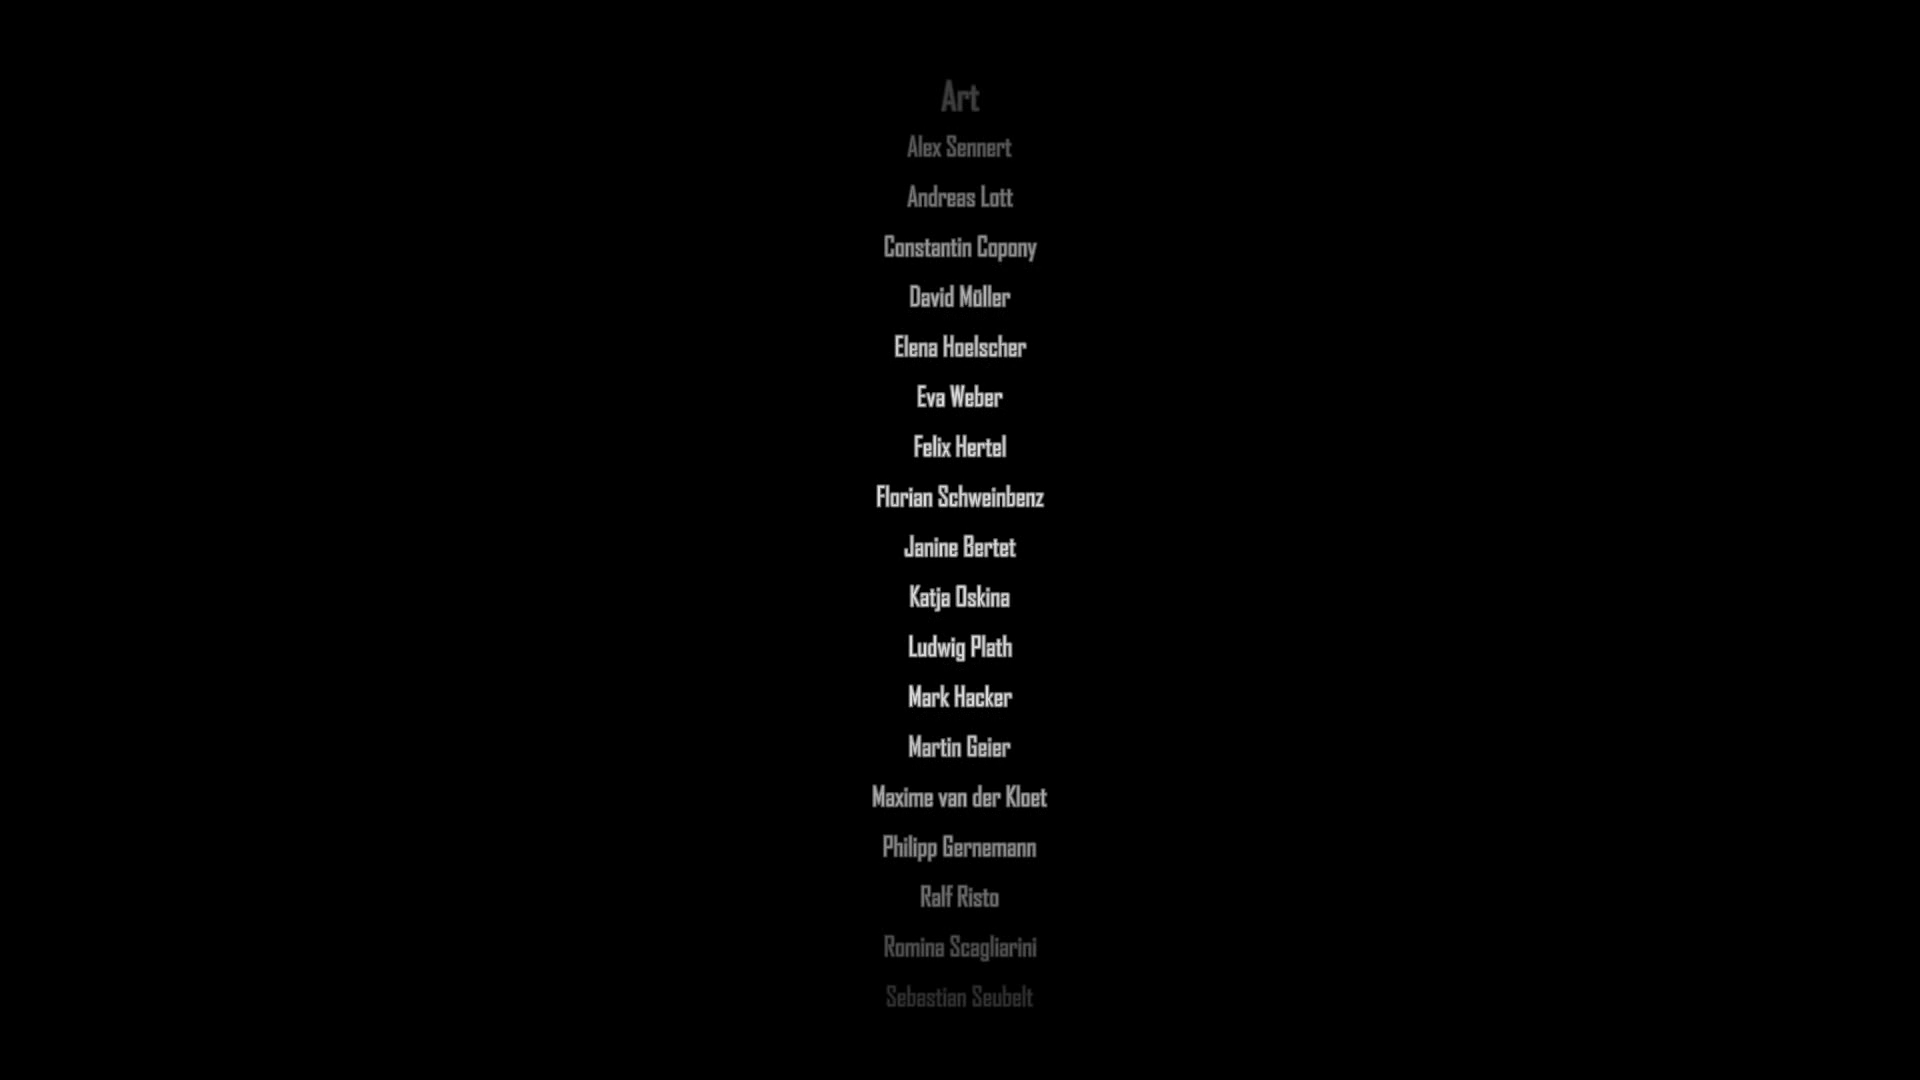 Art
Alex Sennert
Andreas Lott
Constantin Copony
David Müller
Elena Hoelscher
Eva Weber
Felix Hertel
Florian Schweinbenz
Janine Bertet
Katja Oskina
Ludwig Plath
Mark Hacker
Martin Geier
Maxime van der Kloet
Philipp Gernemann
Ralf Risto
Romina Scagliarini
Sebastian Seubelt